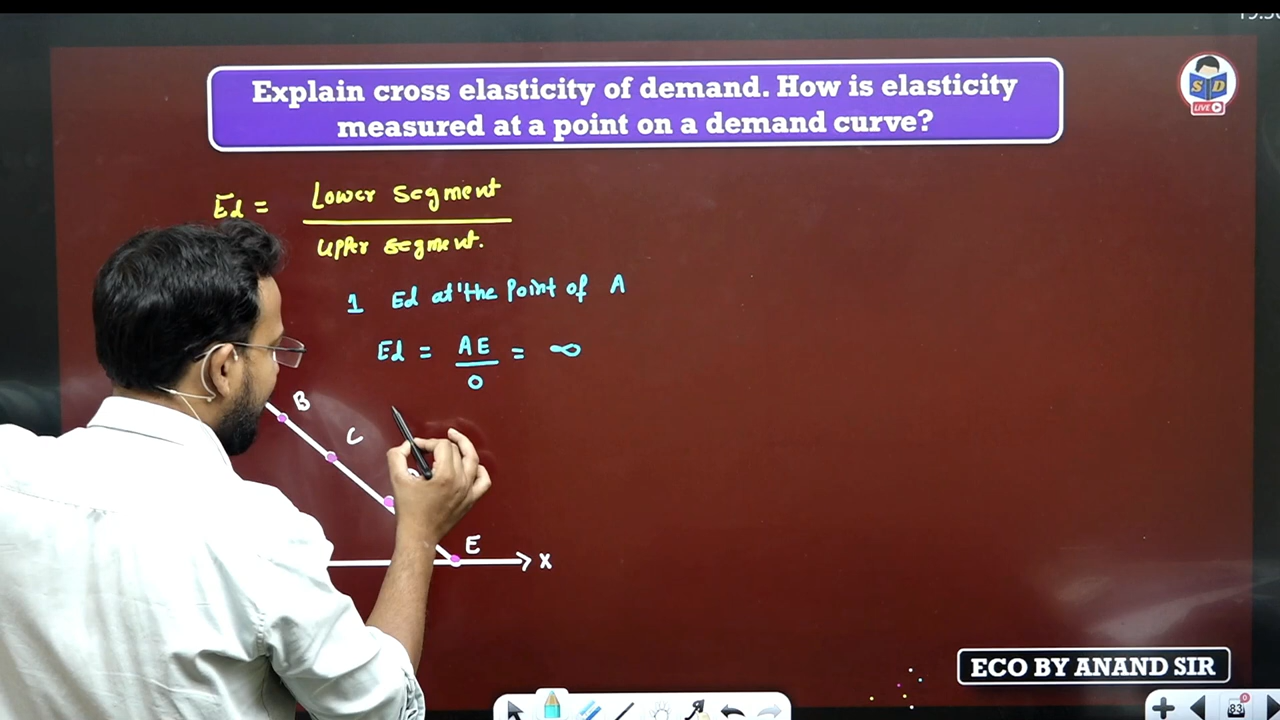 Explain cross elasticity of demand. How is elasticity
measured at a point on a demand curve?
S D
LIVE
Ed = Lower segment
upper segment.
1 Ed at the point of A
Ed = AE = ∞
0
B
C
E
X
ECO BY ANAND SIR
83